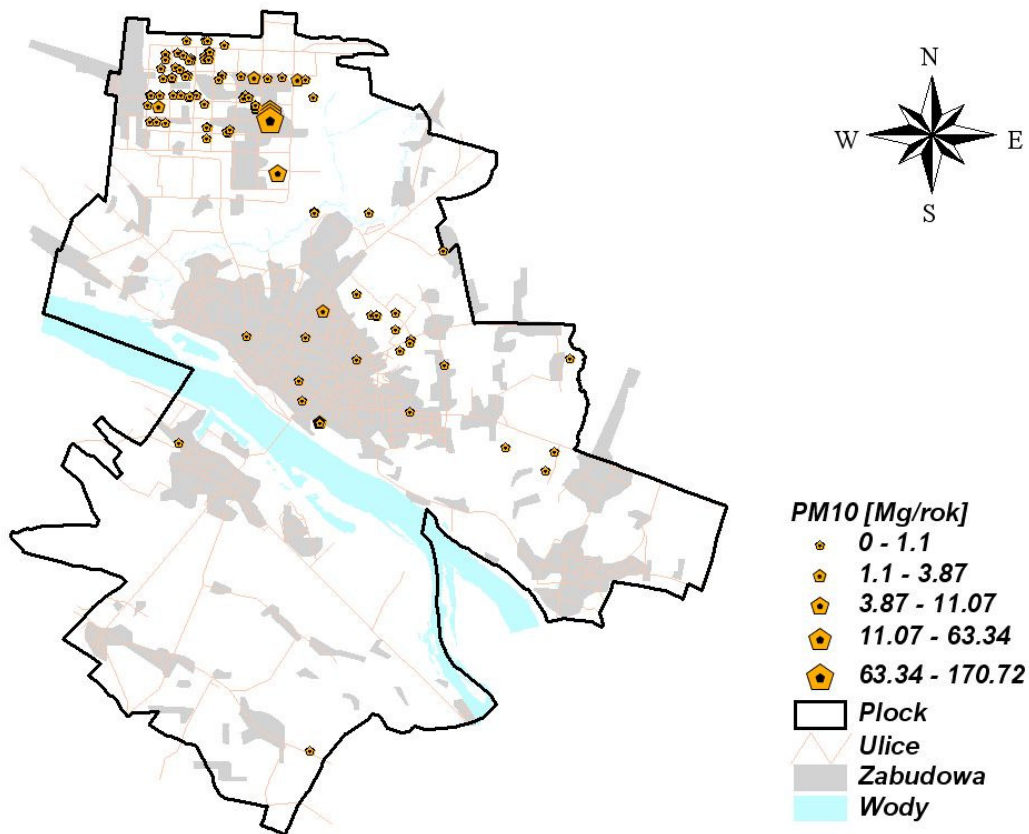 N
W E
S
PM10 [Mg/rok]
0 - 1.1
1.1 - 3.87
3.87 - 11.07
11.07 - 63.34
63.34 - 170.72
Plock
Ulice
Zabudowa
Wody